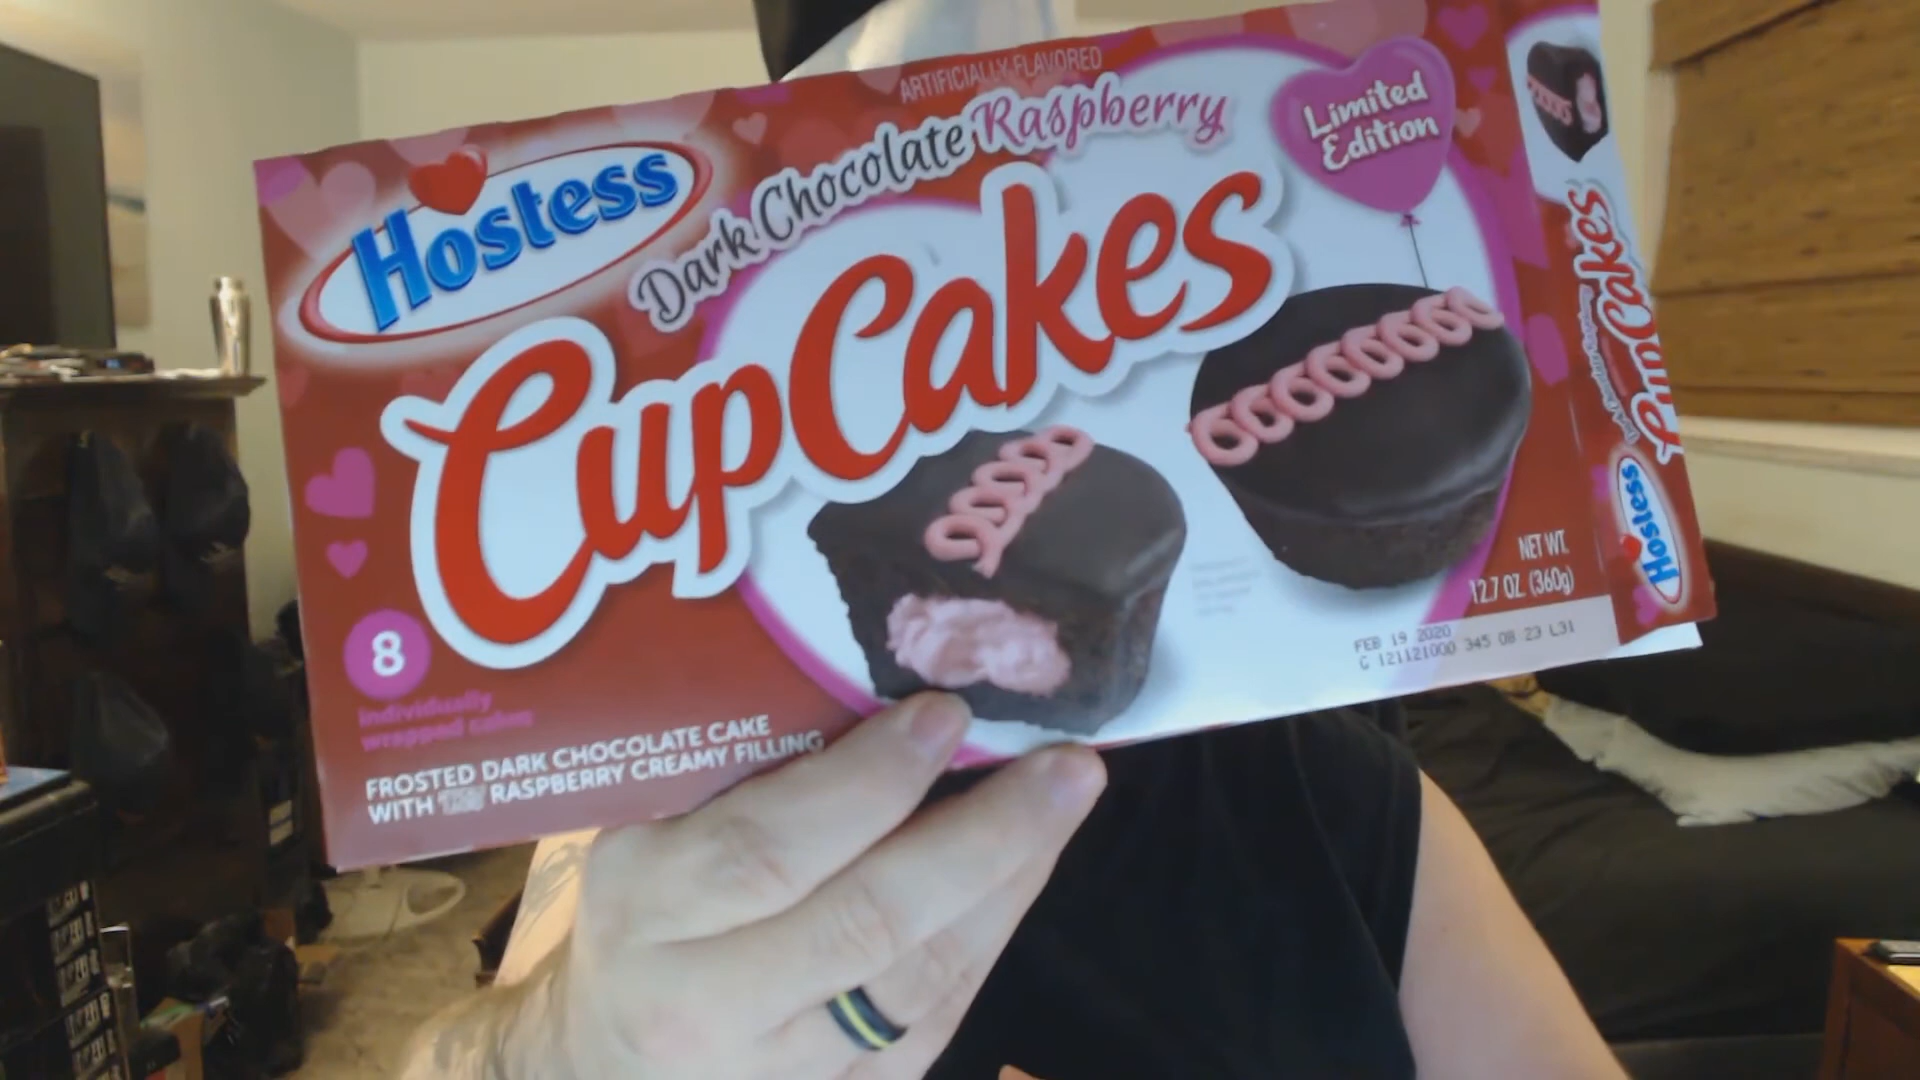 ARTIFICIALLY FLAVORED
Hostess
Dark Chocolate Raspberry
CupCakes
Limited
Edition
8
individually
wrapped cakes
FROSTED DARK CHOCOLATE CAKE
WITH RASPBERRY CREAMY FILLING
NET WT.
12.7 OZ. (360g)
FEB 19 2020
G 121121000 345 08 23 L31
CupCakes
Hostess